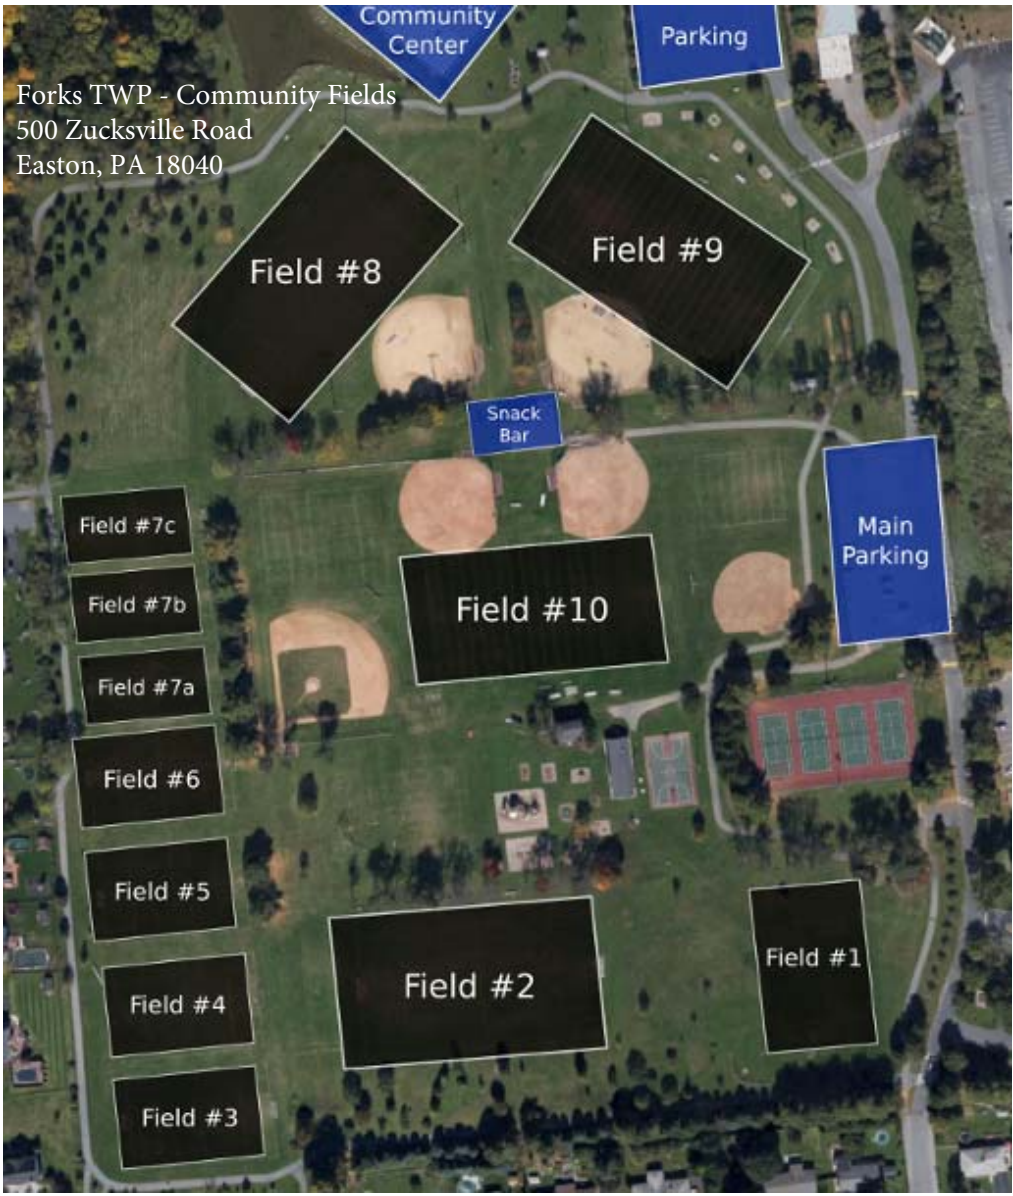 Community
Center
Parking
Forks TWP - Community Fields
500 Zucksville Road
Easton, PA 18040
Field #8
Field #9
Snack
Bar
Field #7c
Main
Parking
Field #7b
Field #10
Field #7a
Field #6
Field #5
Field #2
Field #1
Field #4
Field #3